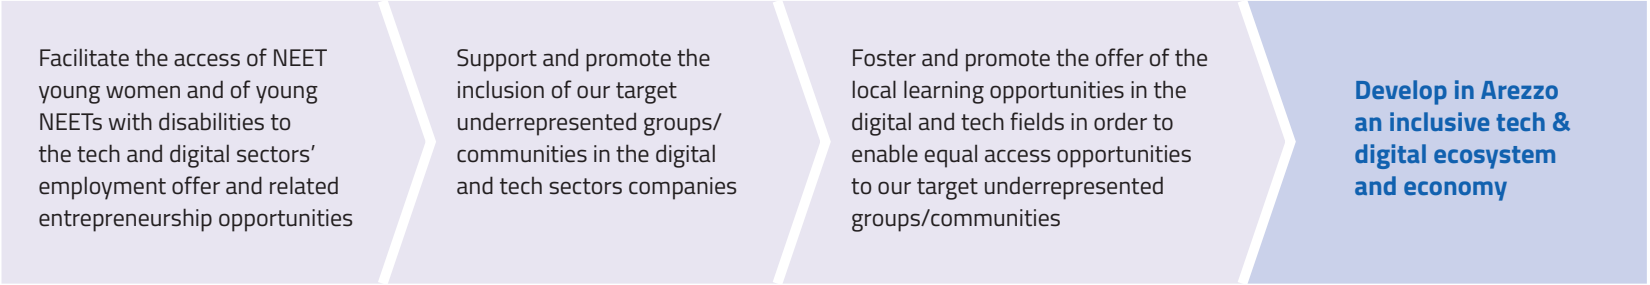 Facilitate the access of NEET
young women and of young
NEETs with disabilities to
the tech and digital sectors’
employment offer and related
entrepreneurship opportunities
Support and promote the
inclusion of our target
underrepresented groups/
communities in the digital
and tech sectors companies
Foster and promote the offer of the
local learning opportunities in the
digital and tech fields in order to
enable equal access opportunities
to our target underrepresented
groups/communities
Develop in Arezzo
an inclusive tech &
digital ecosystem
and economy